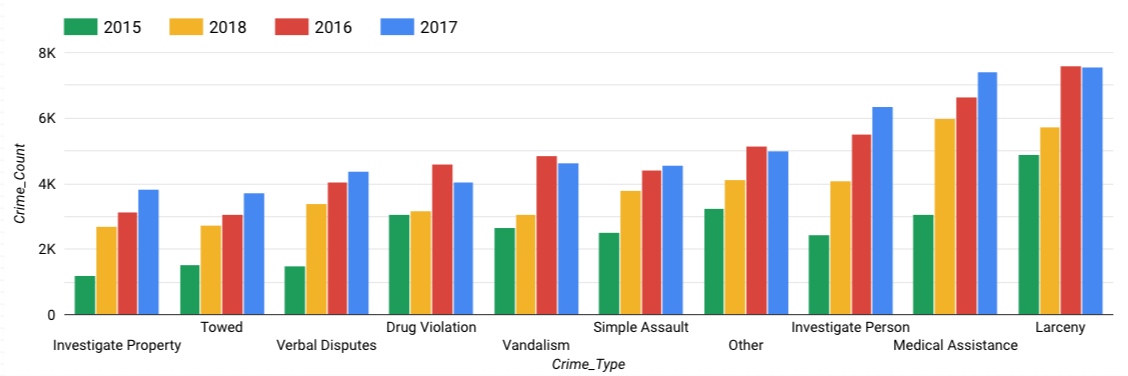 2015 2018 2016 2017
8K
6K
4K
2K
0
Crime_Count
Towed Drug Violation Simple Assault Investigate Person Larceny
Investigate Property Verbal Disputes Vandalism Other Medical Assistance
Crime_Type